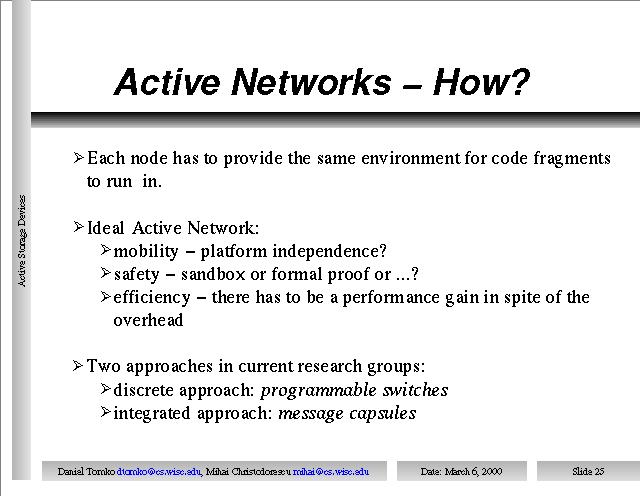 Active Networks – How?
Active Storage Devices
➢Each node has to provide the same environment for code fragments
to run in.
➢Ideal Active Network:
➢mobility – platform independence?
➢safety – sandbox or formal proof or ...?
➢efficiency – there has to be a performance gain in spite of the
overhead
➢Two approaches in current research groups:
➢discrete approach: programmable switches
➢integrated approach: message capsules
Daniel Tomko dtomko@cs.wisc.edu, Mihai Christodorescu mihai@cs.wisc.edu
Date: March 6, 2000
Slide 25